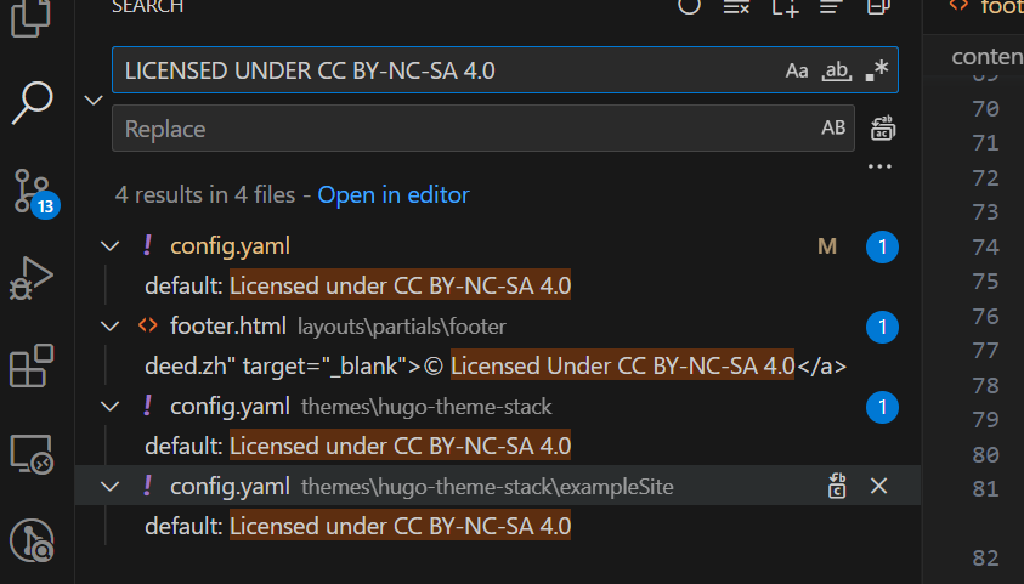 SEARCH
LICENSED UNDER CC BY-NC-SA 4.0
Aa ab .*
Replace
AB
4 results in 4 files - Open in editor
! config.yaml M 1
default: Licensed under CC BY-NC-SA 4.0
<> footer.html layouts\partials\footer 1
deed.zh" target="_blank">© Licensed Under CC BY-NC-SA 4.0</a>
! config.yaml themes\hugo-theme-stack 1
default: Licensed under CC BY-NC-SA 4.0
! config.yaml themes\hugo-theme-stack\exampleSite
default: Licensed under CC BY-NC-SA 4.0
13
<> foot
conten
70
71
72
73
74
75
76
77
78
79
80
81
82